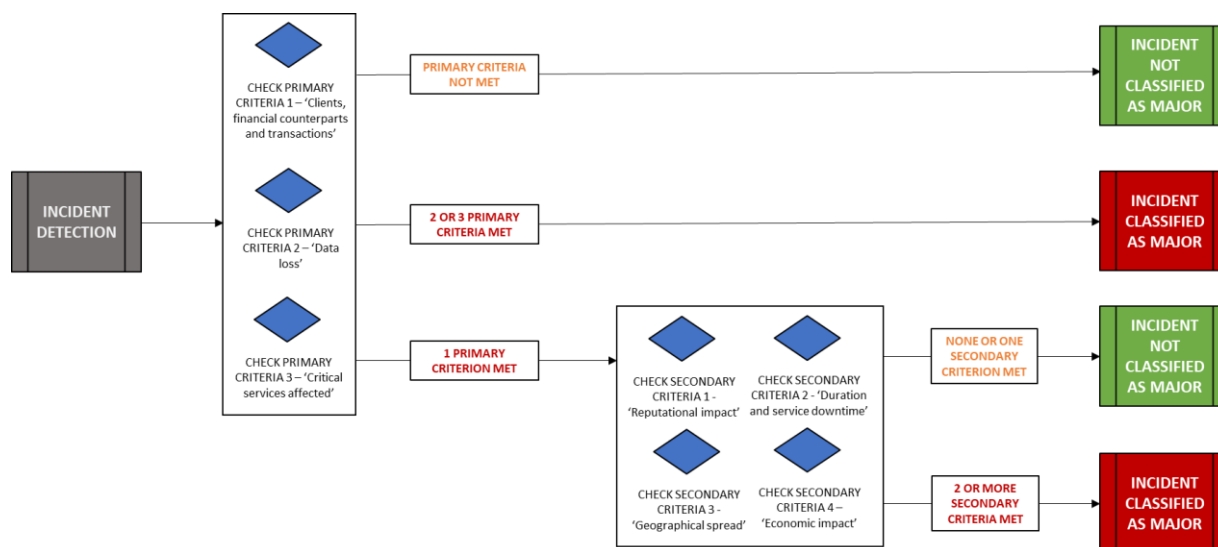 INCIDENT
DETECTION
CHECK PRIMARY
CRITERIA 1 – ‘Clients,
financial counterparts
and transactions’
CHECK PRIMARY
CRITERIA 2 – ‘Data
loss’
CHECK PRIMARY
CRITERIA 3 – ‘Critical
services affected’
PRIMARY CRITERIA
NOT MET
INCIDENT
NOT
CLASSIFIED
AS MAJOR
2 OR 3 PRIMARY
CRITERIA MET
INCIDENT
CLASSIFIED
AS MAJOR
1 PRIMARY
CRITERION MET
CHECK SECONDARY
CRITERIA 1 -
‘Reputational impact’
CHECK SECONDARY
CRITERIA 2 - ‘Duration
and service downtime’
CHECK SECONDARY
CRITERIA 3 -
‘Geographical spread’
CHECK SECONDARY
CRITERIA 4 –
‘Economic impact’
NONE OR ONE
SECONDARY
CRITERION MET
INCIDENT
NOT
CLASSIFIED
AS MAJOR
2 OR MORE
SECONDARY
CRITERIA MET
INCIDENT
CLASSIFIED
AS MAJOR